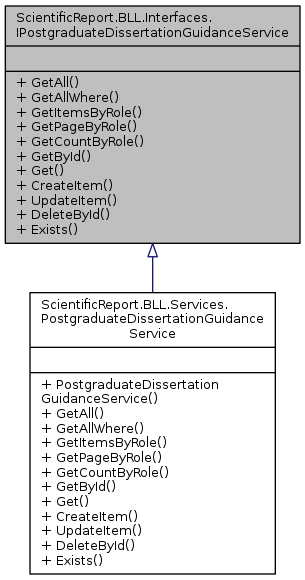 ScientificReport.BLL.Interfaces.
IPostgraduateDissertationGuidanceService
+ GetAll()
+ GetAllWhere()
+ GetItemsByRole()
+ GetPageByRole()
+ GetCountByRole()
+ GetById()
+ Get()
+ CreateItem()
+ UpdateItem()
+ DeleteById()
+ Exists()
ScientificReport.BLL.Services.
PostgraduateDissertationGuidance
Service
+ PostgraduateDissertation
GuidanceService()
+ GetAll()
+ GetAllWhere()
+ GetItemsByRole()
+ GetPageByRole()
+ GetCountByRole()
+ GetById()
+ Get()
+ CreateItem()
+ UpdateItem()
+ DeleteById()
+ Exists()